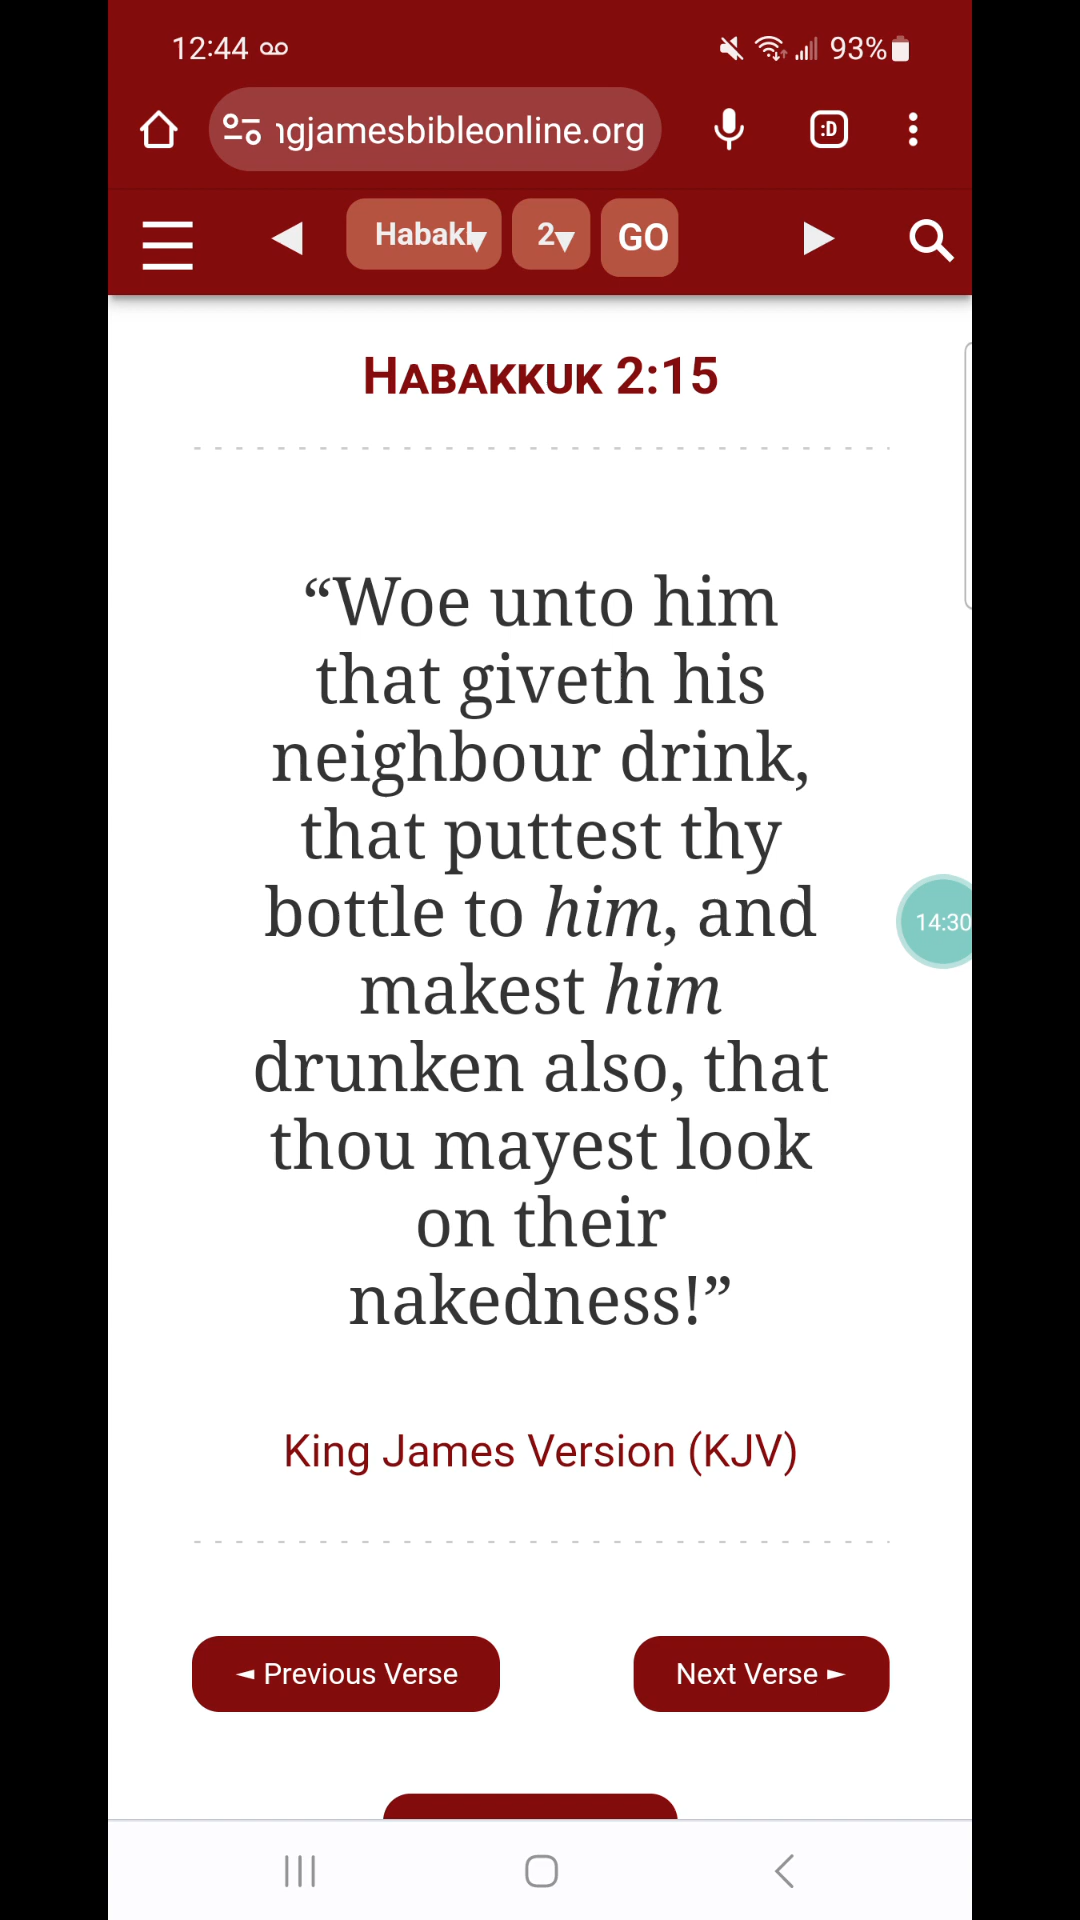 12:44 93%
ngjamesbibleonline.org :D
Habakk 2 GO
HABAKKUK 2:15
“Woe unto him
that giveth his
neighbour drink,
that puttest thy
bottle to him, and
14:30
makest him
drunken also, that
thou mayest look
on their
nakedness!”
King James Version (KJV)
◄ Previous Verse
Next Verse ►